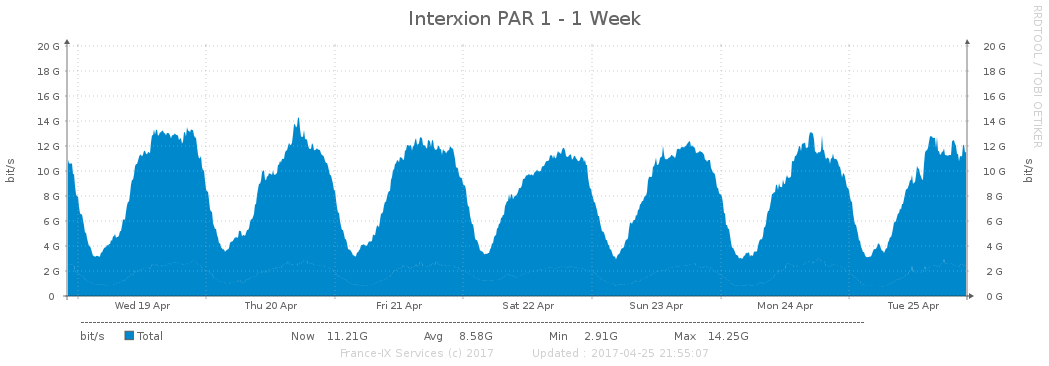 Interxion PAR 1 - 1 Week
RRDTOOL / TOBI OETIKER
20 G 20 G
18 G 18 G
16 G 16 G
14 G 14 G
12 G 12 G
10 G 10 G
8 G 8 G
6 G 6 G
4 G 4 G
2 G 2 G
0 0 G
bit/s
bit/s
Wed 19 Apr Thu 20 Apr Fri 21 Apr Sat 22 Apr Sun 23 Apr Mon 24 Apr Tue 25 Apr
bit/s Total Now 11.21G Avg 8.58G Min 2.91G Max 14.25G
France-IX Services (c) 2017 Updated : 2017-04-25 21:55:07